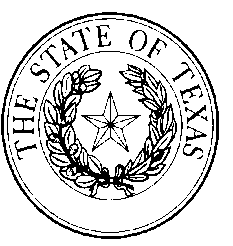 THE STATE OF TEXAS